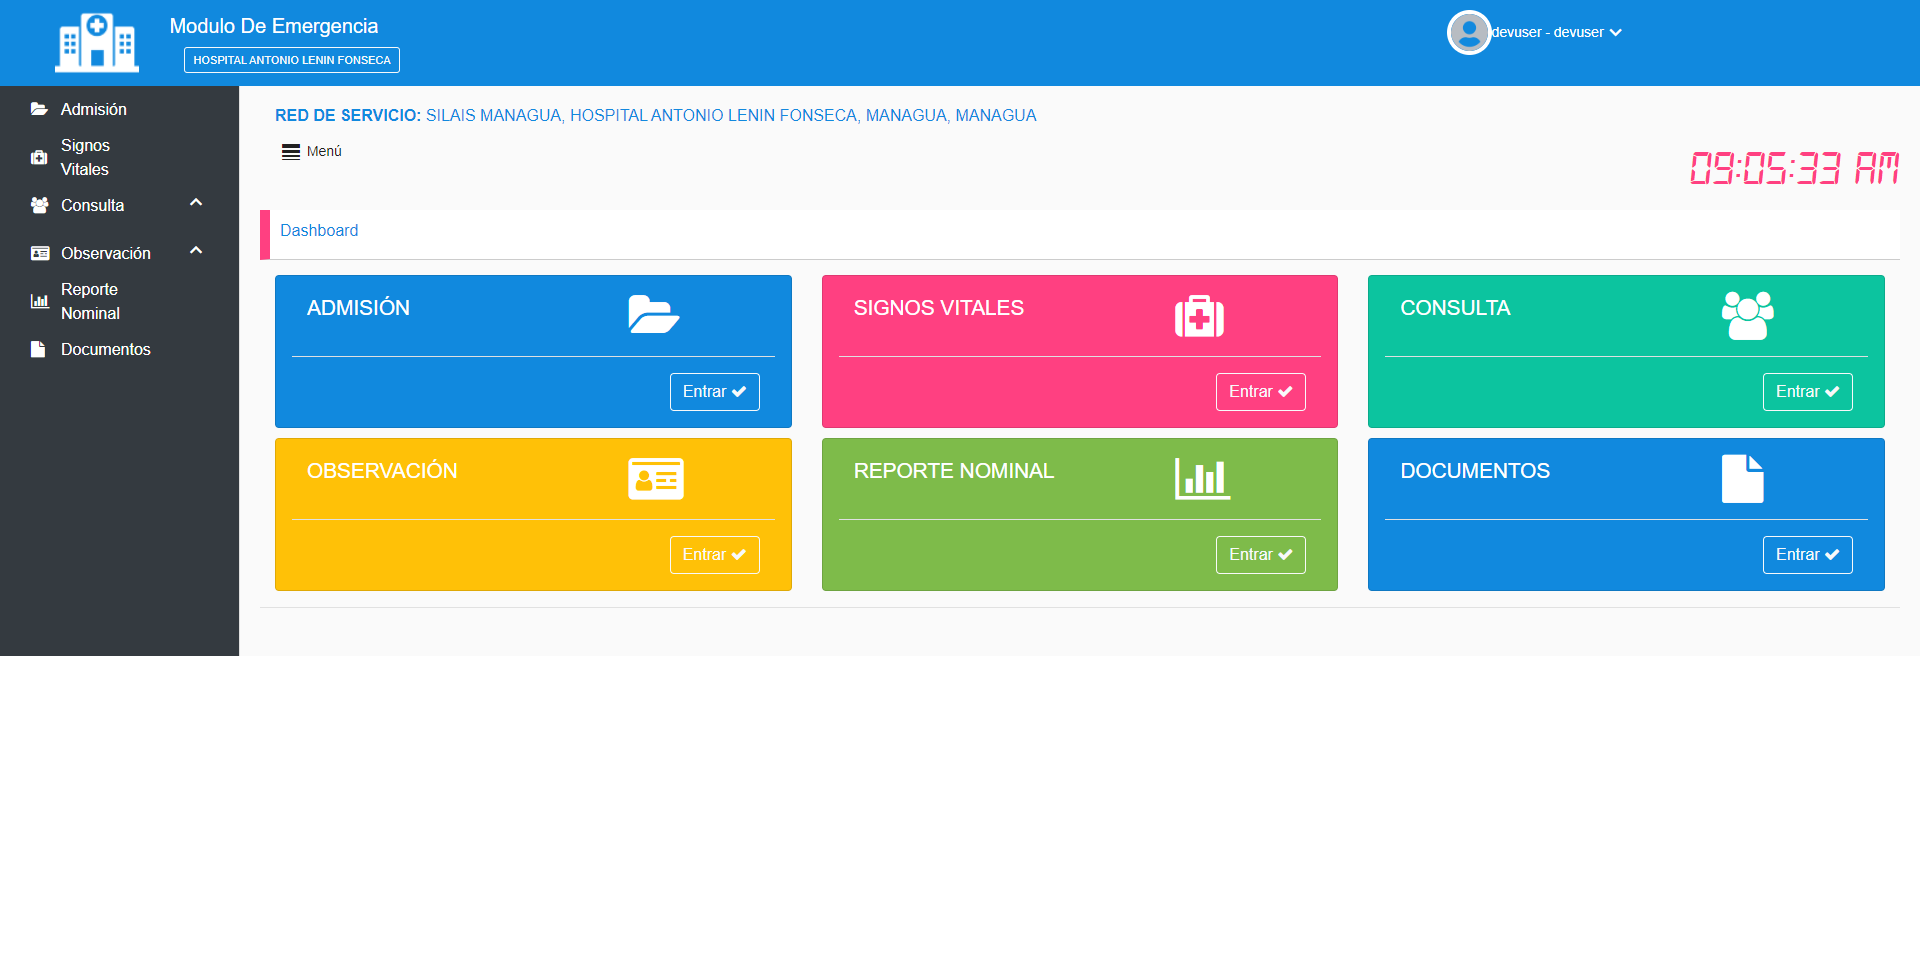 Modulo De Emergencia
HOSPITAL ANTONIO LENIN FONSECA
devuser - devuser
Admisión
Signos
Vitales
Consulta
Observación
Reporte
Nominal
Documentos
RED DE SERVICIO: SILAIS MANAGUA, HOSPITAL ANTONIO LENIN FONSECA, MANAGUA, MANAGUA
Menú
09:05:33 AM
Dashboard
ADMISIÓN
Entrar
SIGNOS VITALES
Entrar
CONSULTA
Entrar
OBSERVACIÓN
Entrar
REPORTE NOMINAL
Entrar
DOCUMENTOS
Entrar